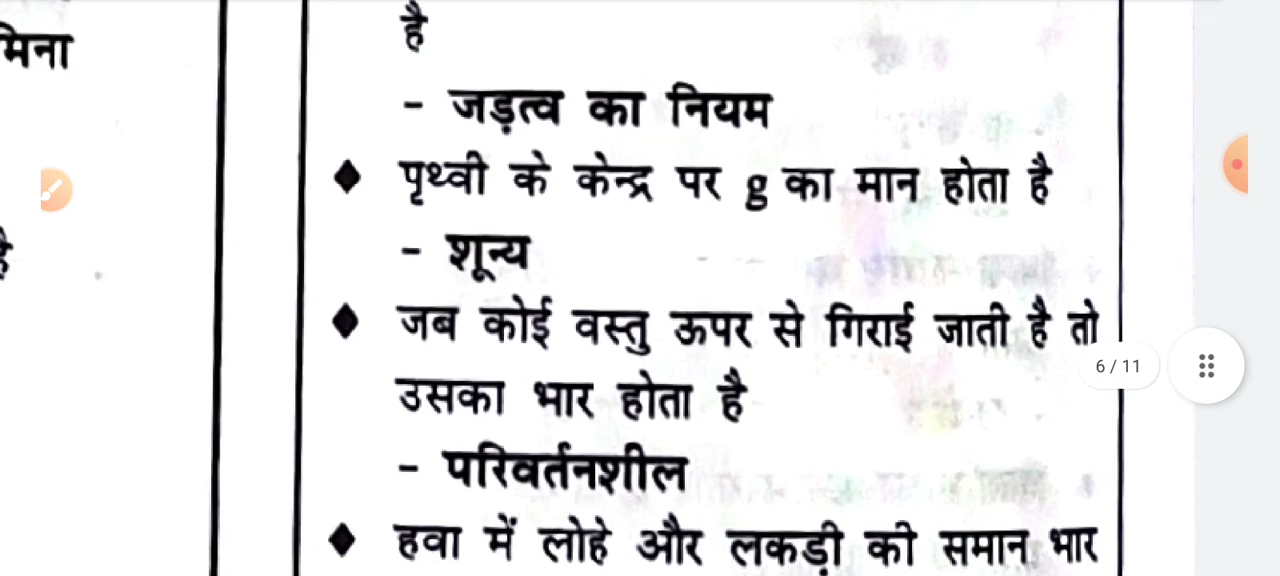 है
मिना
- जड़त्व का नियम
◆ पृथ्वी के केन्द्र पर g का मान होता है
- शून्य
है
◆ जब कोई वस्तु ऊपर से गिराई जाती है तो
6 / 11
उसका भार होता है
- परिवर्तनशील
◆ हवा में लोहे और लकड़ी की समान भार